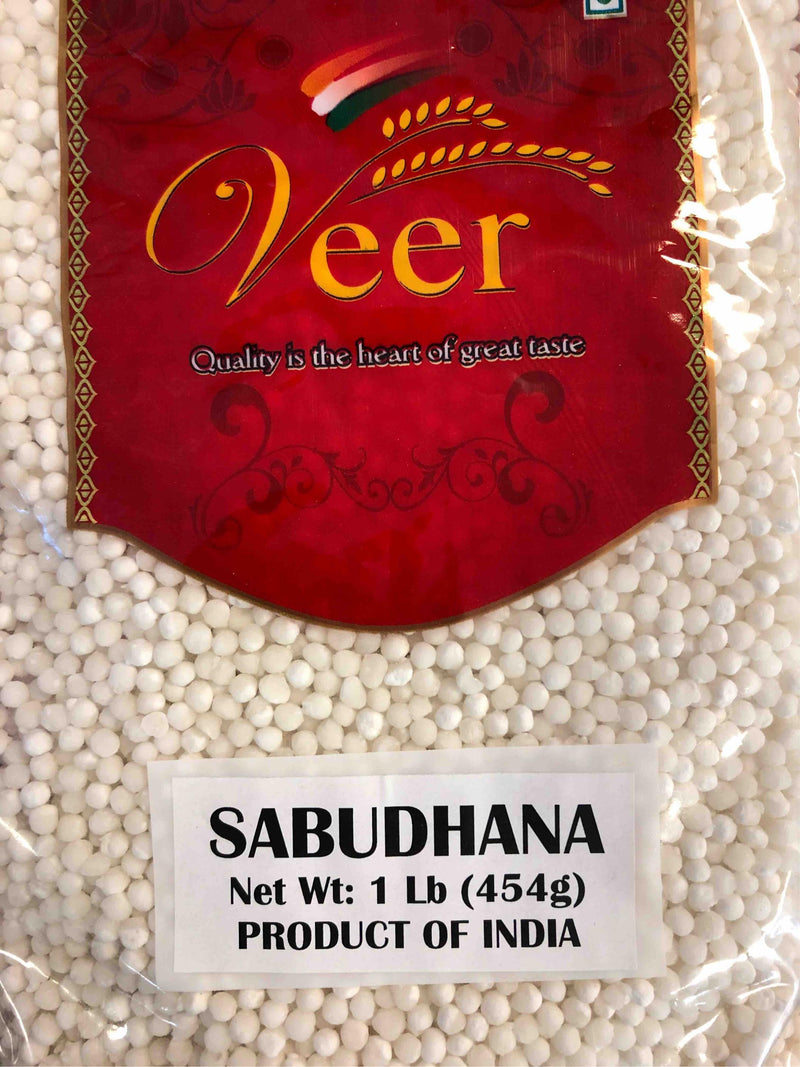 Veer
Quality is the heart of great taste
SABUDHANA
Net Wt: 1 Lb (454g)
PRODUCT OF INDIA